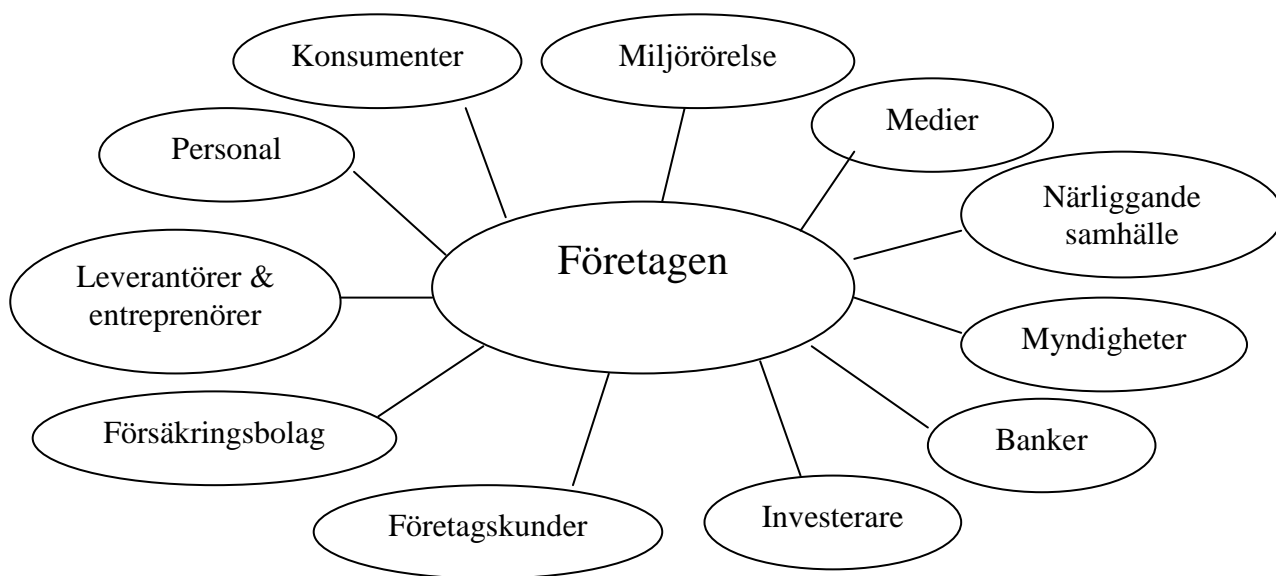 Konsumenter
Miljörörelse
Medier
Personal
Närliggande
samhälle
Företagen
Leverantörer &
entreprenörer
Myndigheter
Försäkringsbolag
Banker
Företagskunder
Investerare